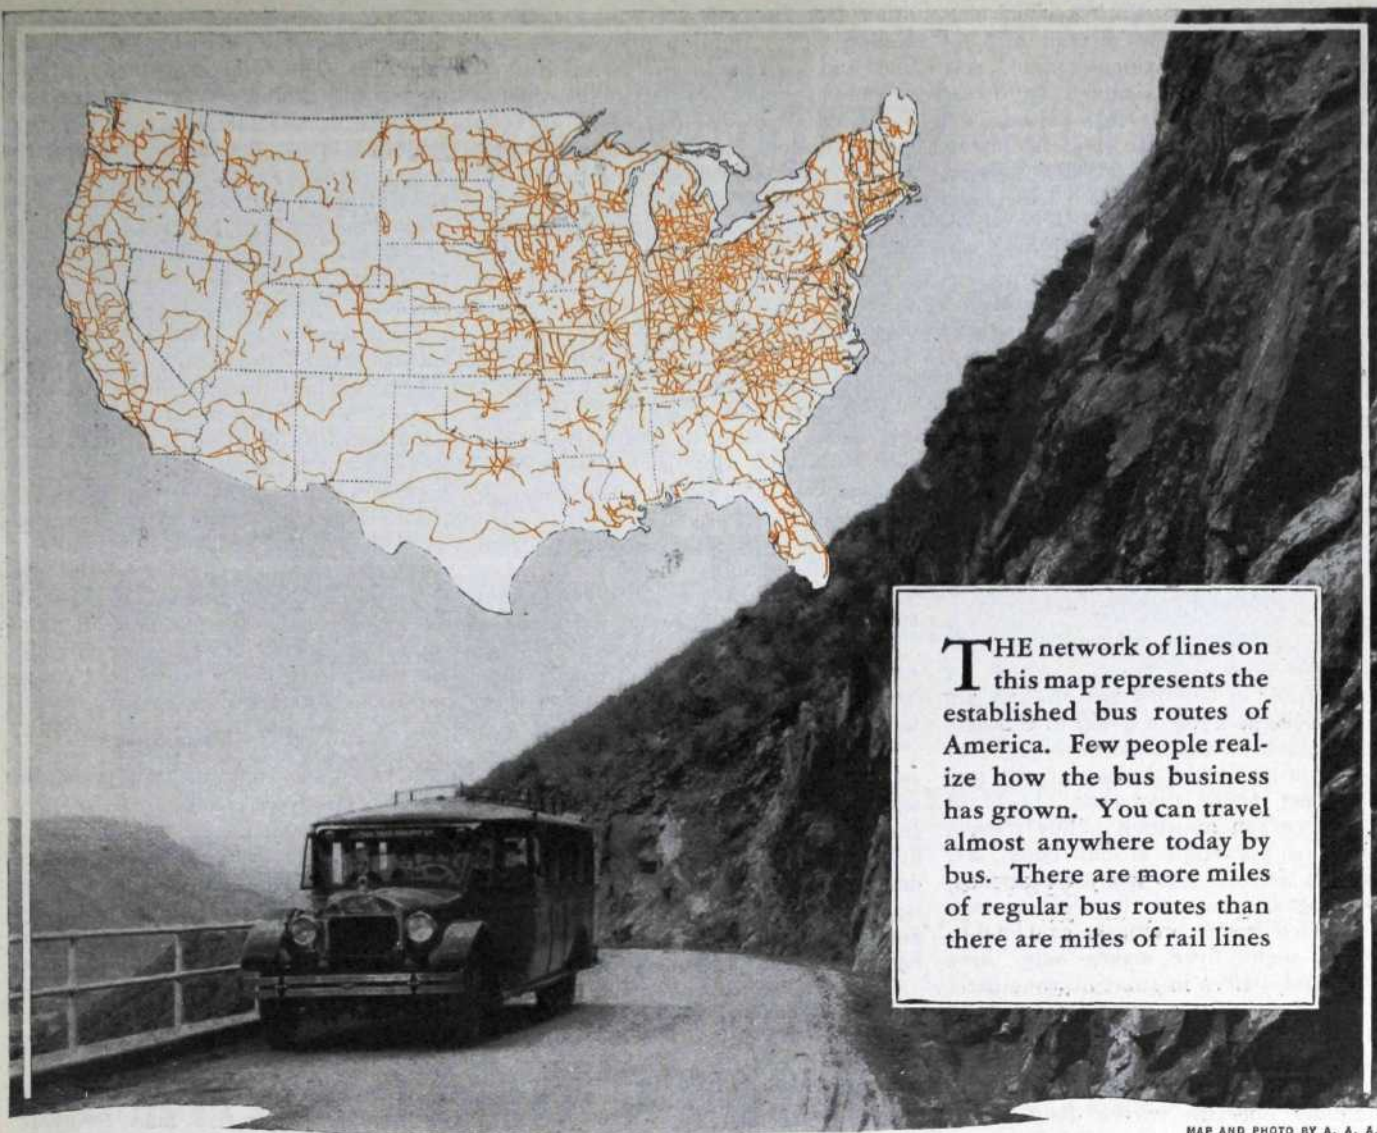 THE network of lines on
this map represents the
established bus routes of
America. Few people real-
ize how the bus business
has grown. You can travel
almost anywhere today by
bus. There are more miles
of regular bus routes than
there are miles of rail lines
MAP AND PHOTO BY A. A. A.